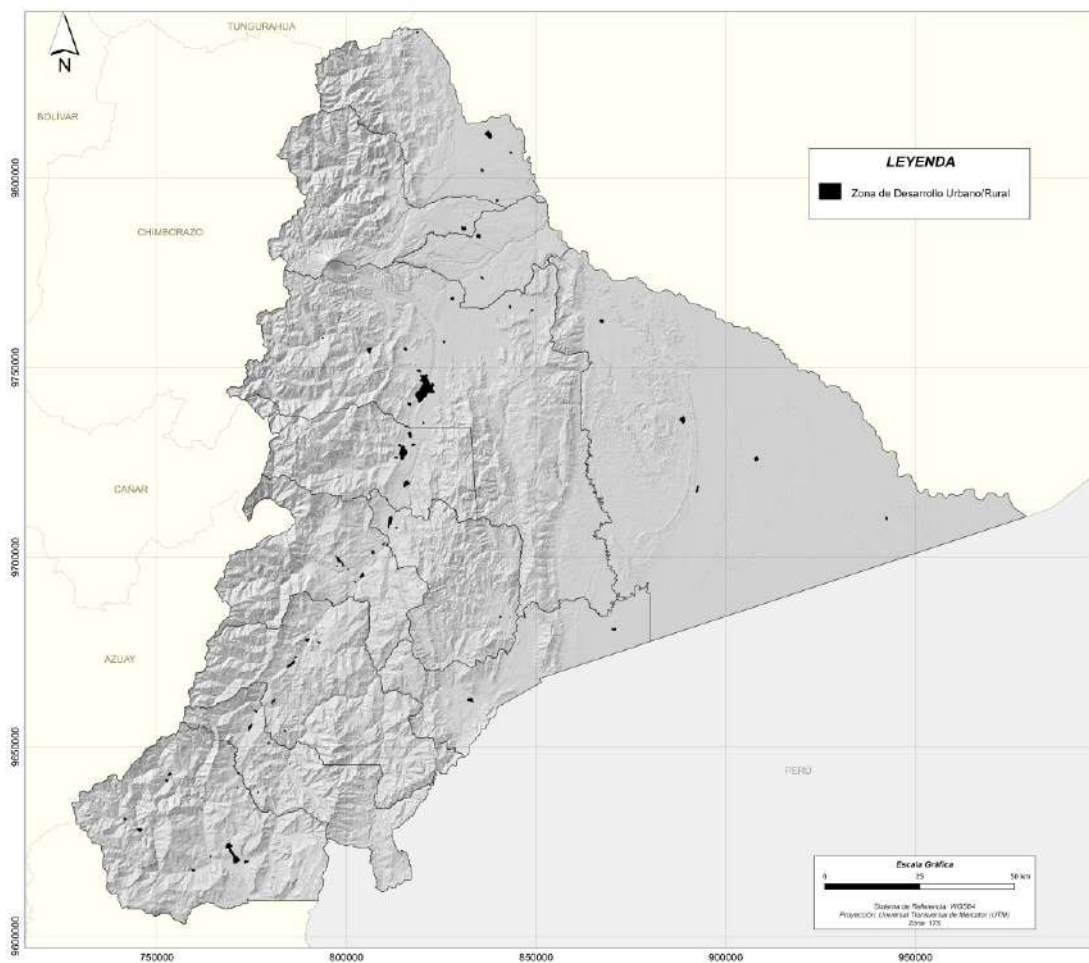 TUNGURAHUA
N
BOLÍVAR
9800000
LEYENDA
Zona de Desarrollo Urbano/Rural
CHIMBORAZO
9750000
CAÑAR
9700000
AZUAY
9650000
PERÚ
Escala Gráfica
0 25 50 km
Sistema de Referencia: WGS84
Proyección: Universal Transversal de Mercator (UTM)
Zona: 17S
9600000
750000 800000 850000 900000 950000